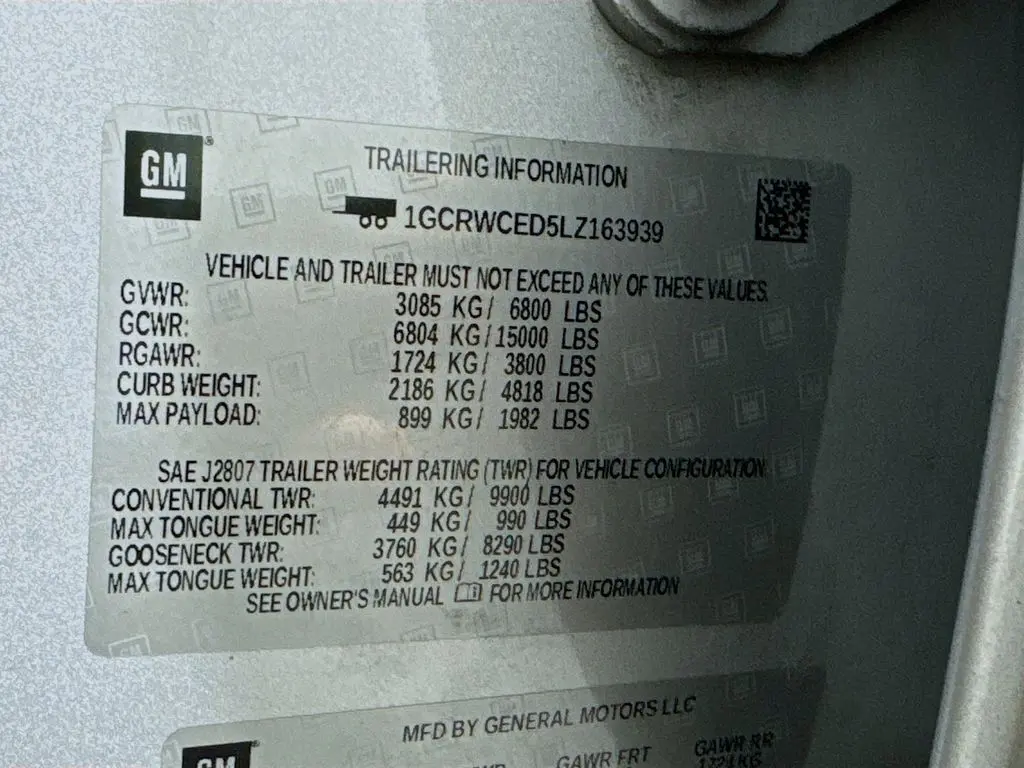 GM
TRAILERING INFORMATION
1GCRWCED5LZ163939
VEHICLE AND TRAILER MUST NOT EXCEED ANY OF THESE VALUES.
GVWR: 3085 KG/ 6800 LBS
GCWR: 6804 KG/15000 LBS
RGAWR: 1724 KG/ 3800 LBS
CURB WEIGHT: 2186 KG/ 4818 LBS
MAX PAYLOAD: 899 KG/ 1982 LBS
SAE J2807 TRAILER WEIGHT RATING (TWR) FOR VEHICLE CONFIGURATION
CONVENTIONAL TWR: 4491 KG/ 9900 LBS
MAX TONGUE WEIGHT: 449 KG/ 990 LBS
GOOSENECK TWR: 3760 KG/ 8290 LBS
MAX TONGUE WEIGHT: 563 KG/ 1240 LBS
SEE OWNER'S MANUAL FOR MORE INFORMATION
MFD BY GENERAL MOTORS LLC
GM
GAWR FRT GAWR RR